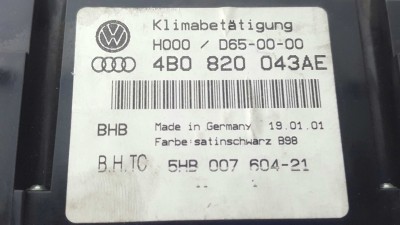 Klimabetätigung
H000 / D65-00-00
4B0 820 043AE
BHB Made in Germany 19.01.01
Farbe:satinschwarz B98
B.H.TC 5HB 007 604-21